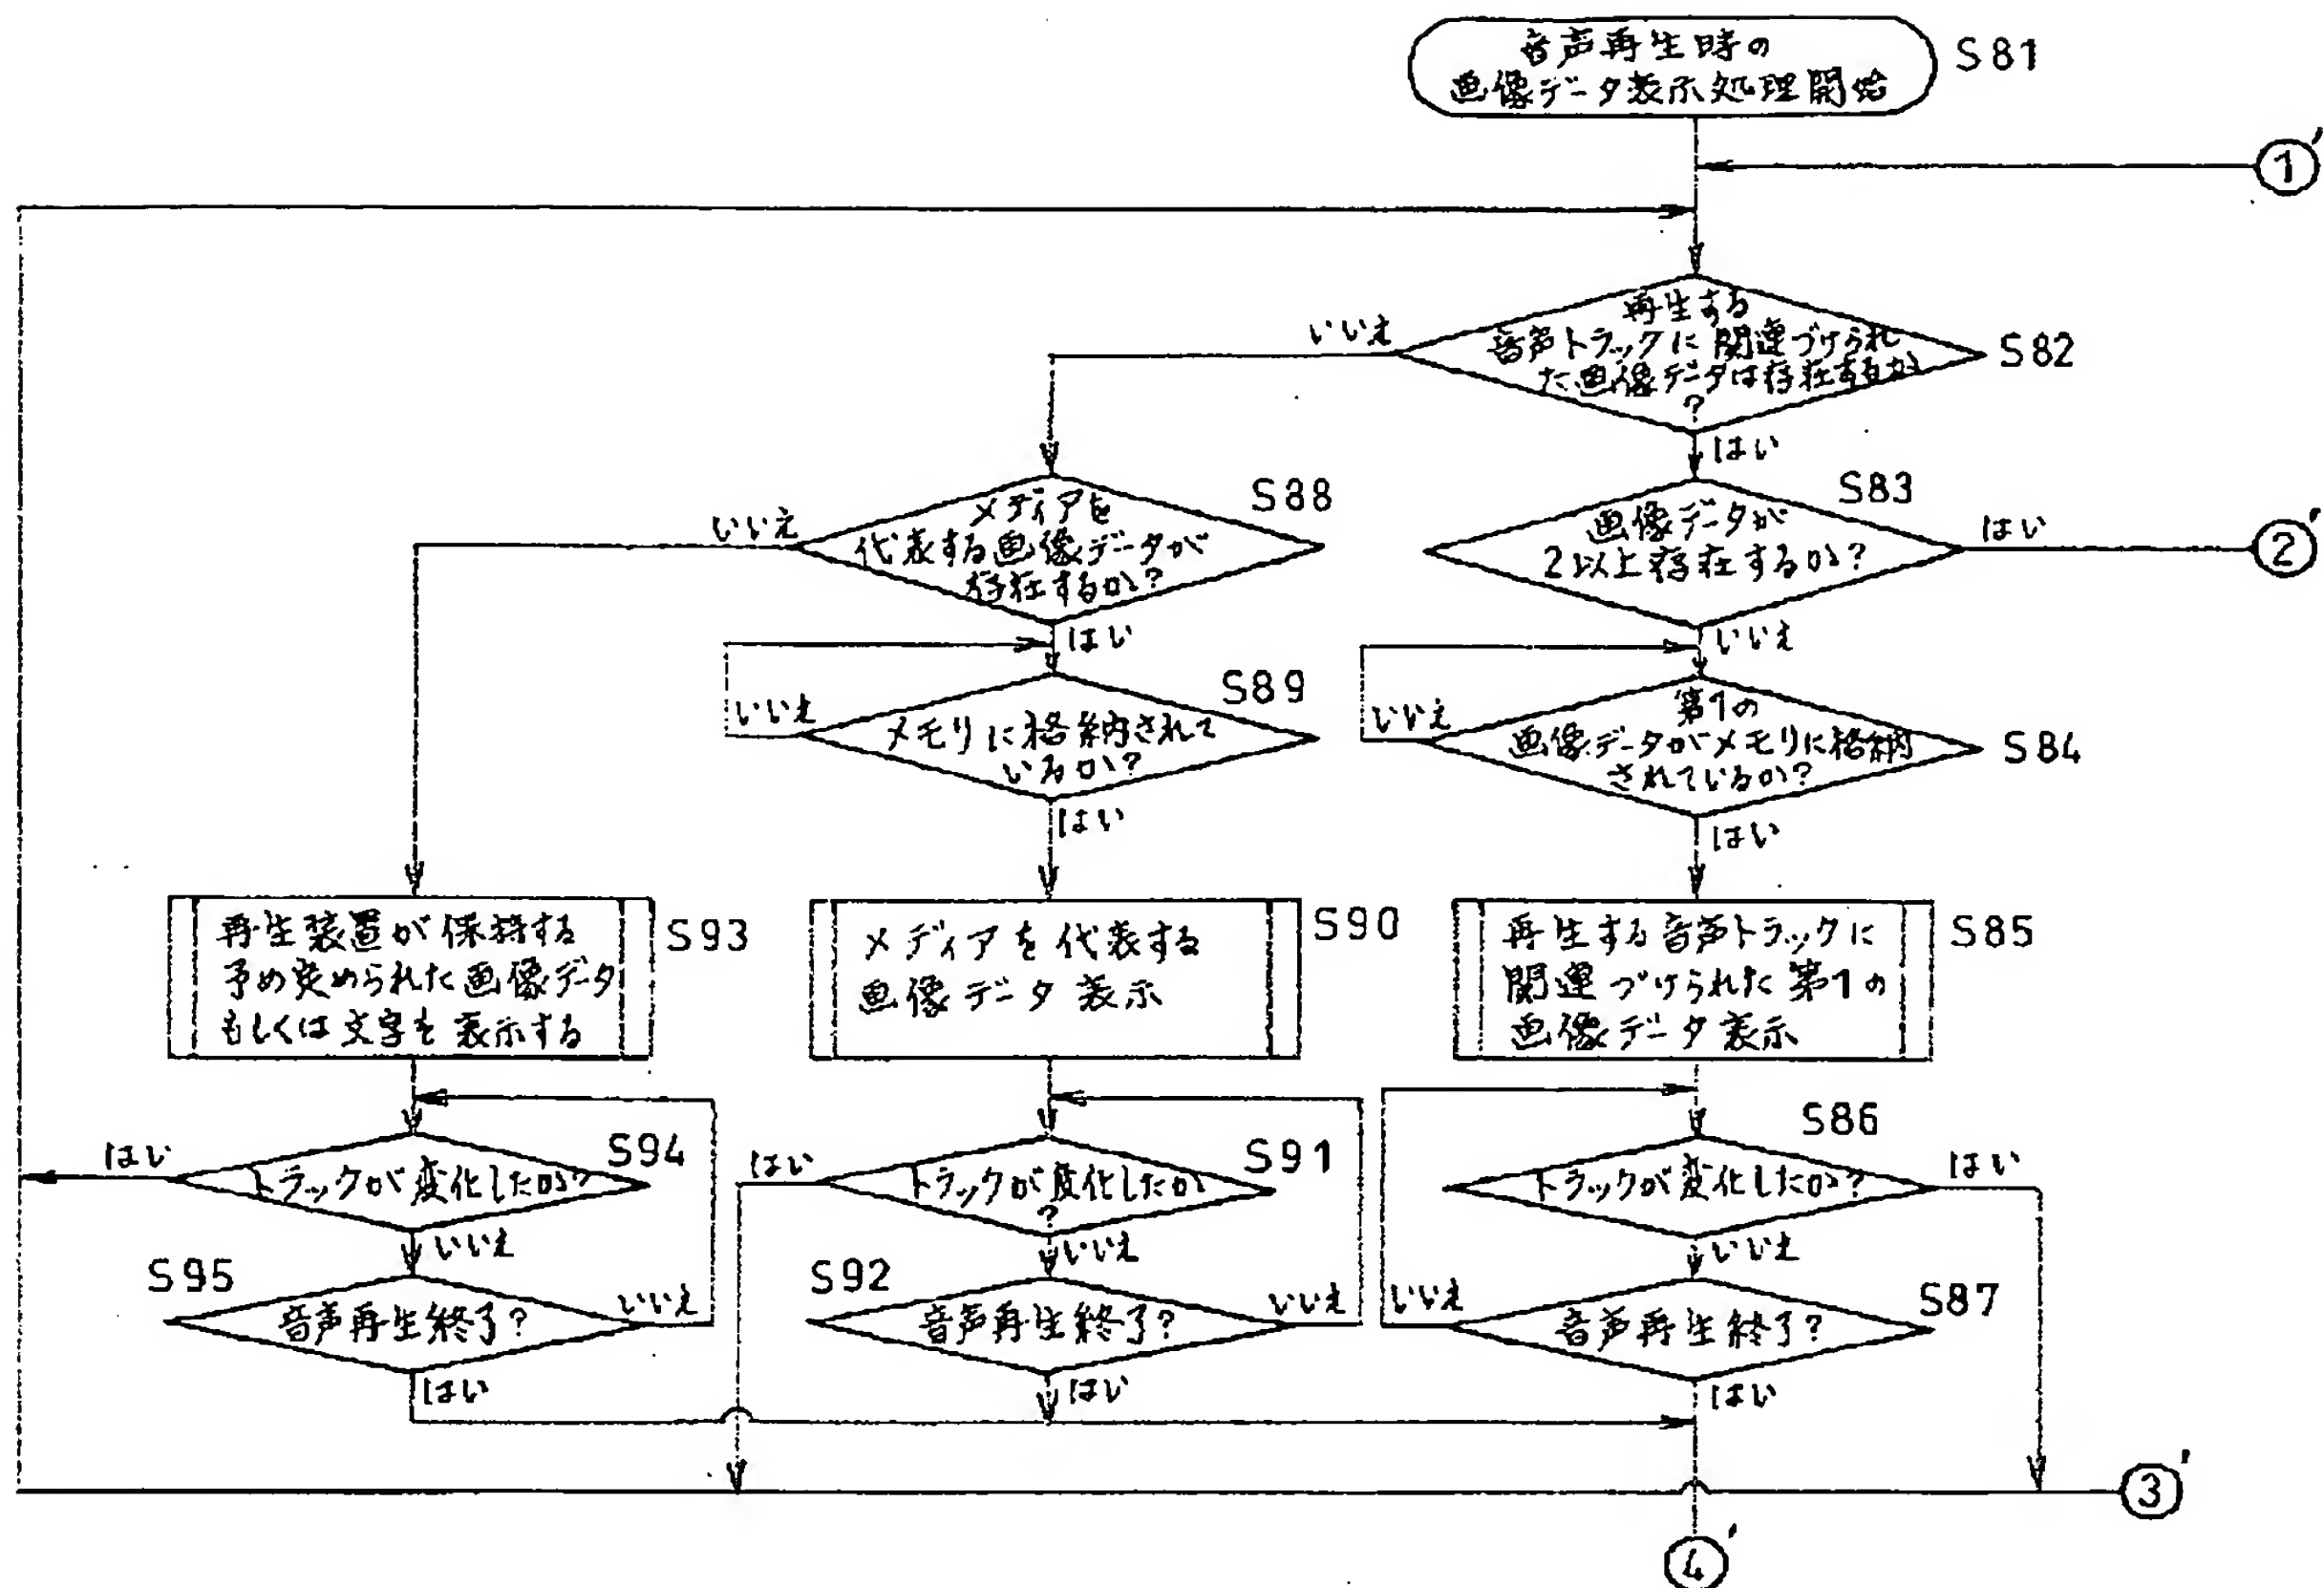 音声再生時の
画像データ表示処理開始
S81
①'
再生する
音声トラックに関連づけられ
た画像データは存在するか
?
S82
いいえ
はい
メディアを
代表する画像データが
存在するか?
S88
いいえ
はい
画像データが
2以上存在するか?
S83
はい
②'
いいえ
メモリに格納されて
いるか?
S89
いいえ
はい
第1の
画像データがメモリに格納
されているか?
S84
いいえ
はい
再生装置が保持する
予め定められた画像データ
もしくは文字を表示する
S93
メディアを代表する
画像データ表示
S90
再生する音声トラックに
関連づけられた第1の
画像データ表示
S85
トラックが変化したか?
S94
はい
いいえ
トラックが変化したか
?
S91
はい
いいえ
トラックが変化したか?
S86
はい
いいえ
音声再生終了?
S95
いいえ
はい
音声再生終了?
S92
いいえ
はい
音声再生終了?
S87
いいえ
はい
③'
④'